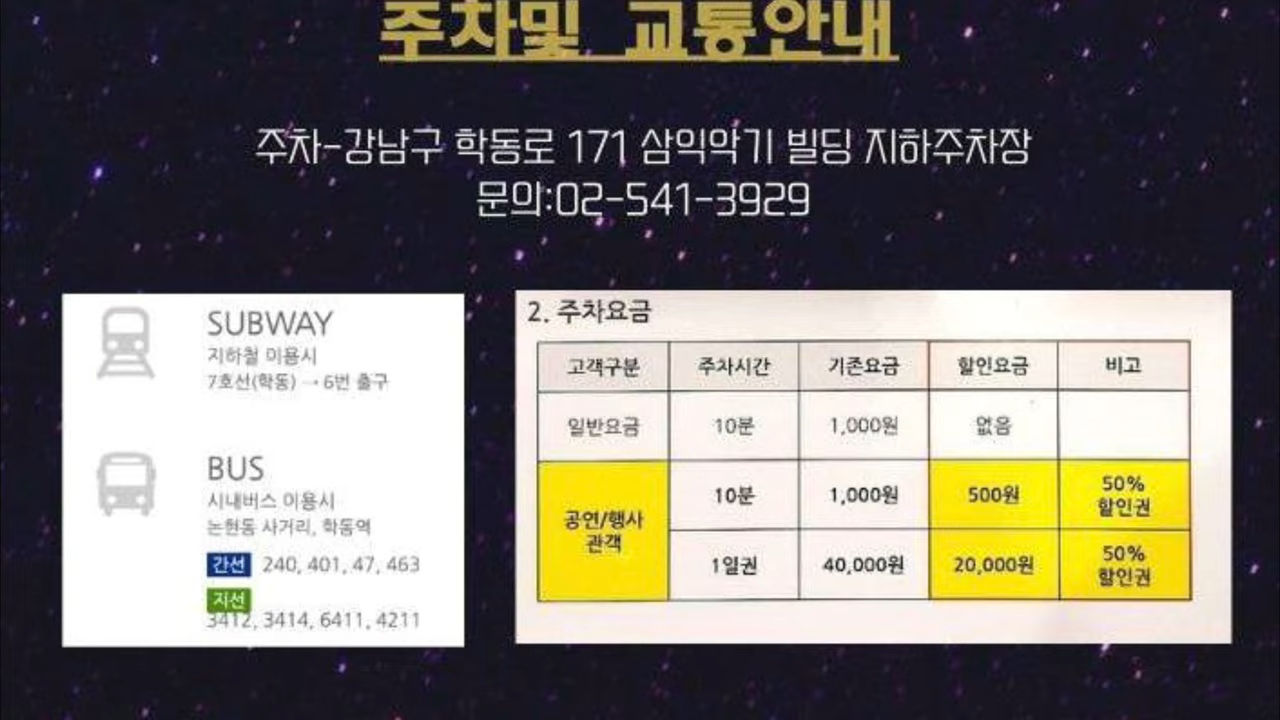 주차및 교통안내
주차-강남구 학동로 171 삼익악기 빌딩 지하주차장
문의:02-541-3929
SUBWAY
지하철 이용시
7호선(학동) → 6번 출구
BUS
시내버스 이용시
논현동 사거리, 학동역
간선 240, 401, 47, 463
지선
3412, 3414, 6411, 4211
2. 주차요금
고객구분 주차시간 기존요금 할인요금 비고
일반요금 10분 1,000원 없음
공연/행사
관객
10분 1,000원 500원 50%
할인권
1일권 40,000원 20,000원 50%
할인권